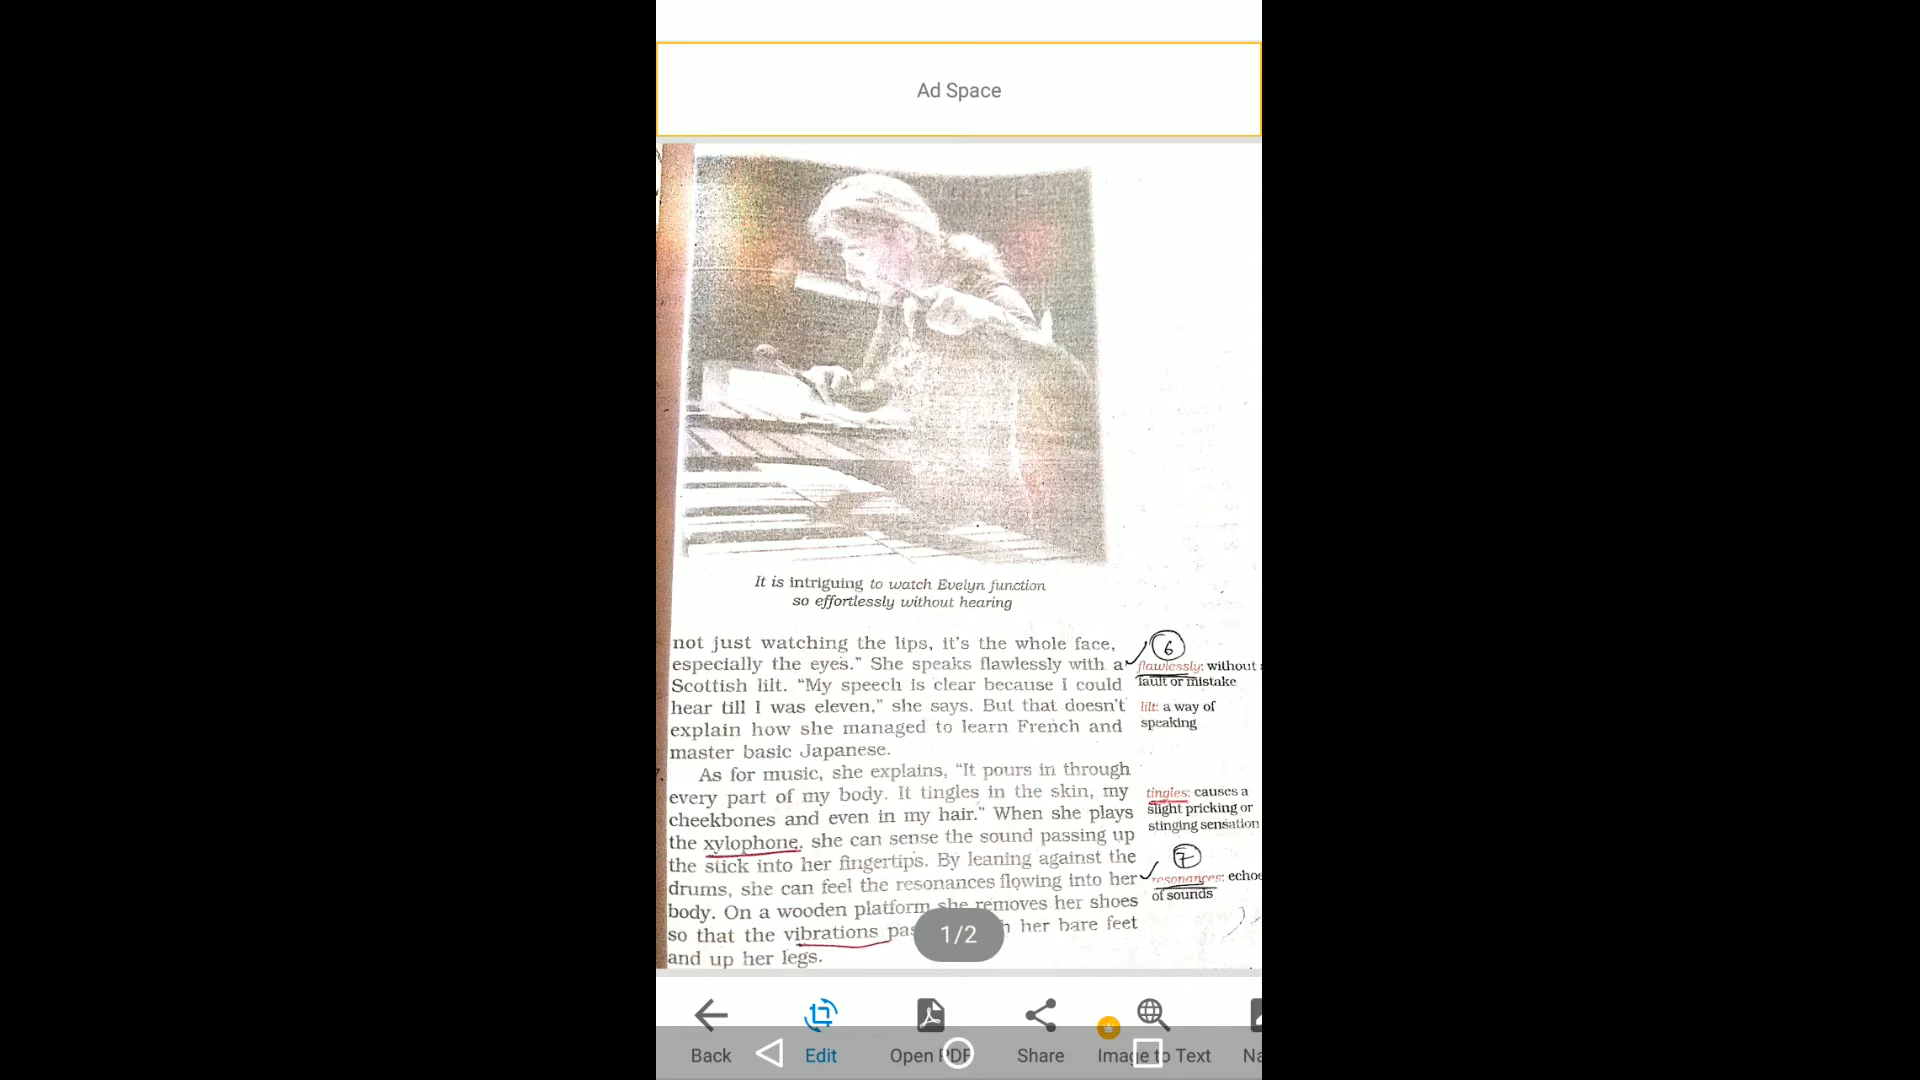 Ad Space
It is intriguing to watch Evelyn function
so effortlessly without hearing
not just watching the lips, it's the whole face,
especially the eyes." She speaks flawlessly with a
Scottish lilt. "My speech is clear because I could
hear till I was eleven," she says. But that doesn't
explain how she managed to learn French and
master basic Japanese.
As for music, she explains, "It pours in through
every part of my body. It tingles in the skin, my
cheekbones and even in my hair." When she plays
the xylophone, she can sense the sound passing up
the stick into her fingertips. By leaning against the
drums, she can feel the resonances flowing into her
body. On a wooden platform she removes her shoes
so that the vibrations her bare feet
and up her legs.
6
flawlessly: without
fault or mistake
lilt: a way of
speaking
tingles: causes a
slight pricking or
stinging sensation
7
resonances: echoe
of sounds
1/2
Back Edit Open PDF Share Image to Text Na